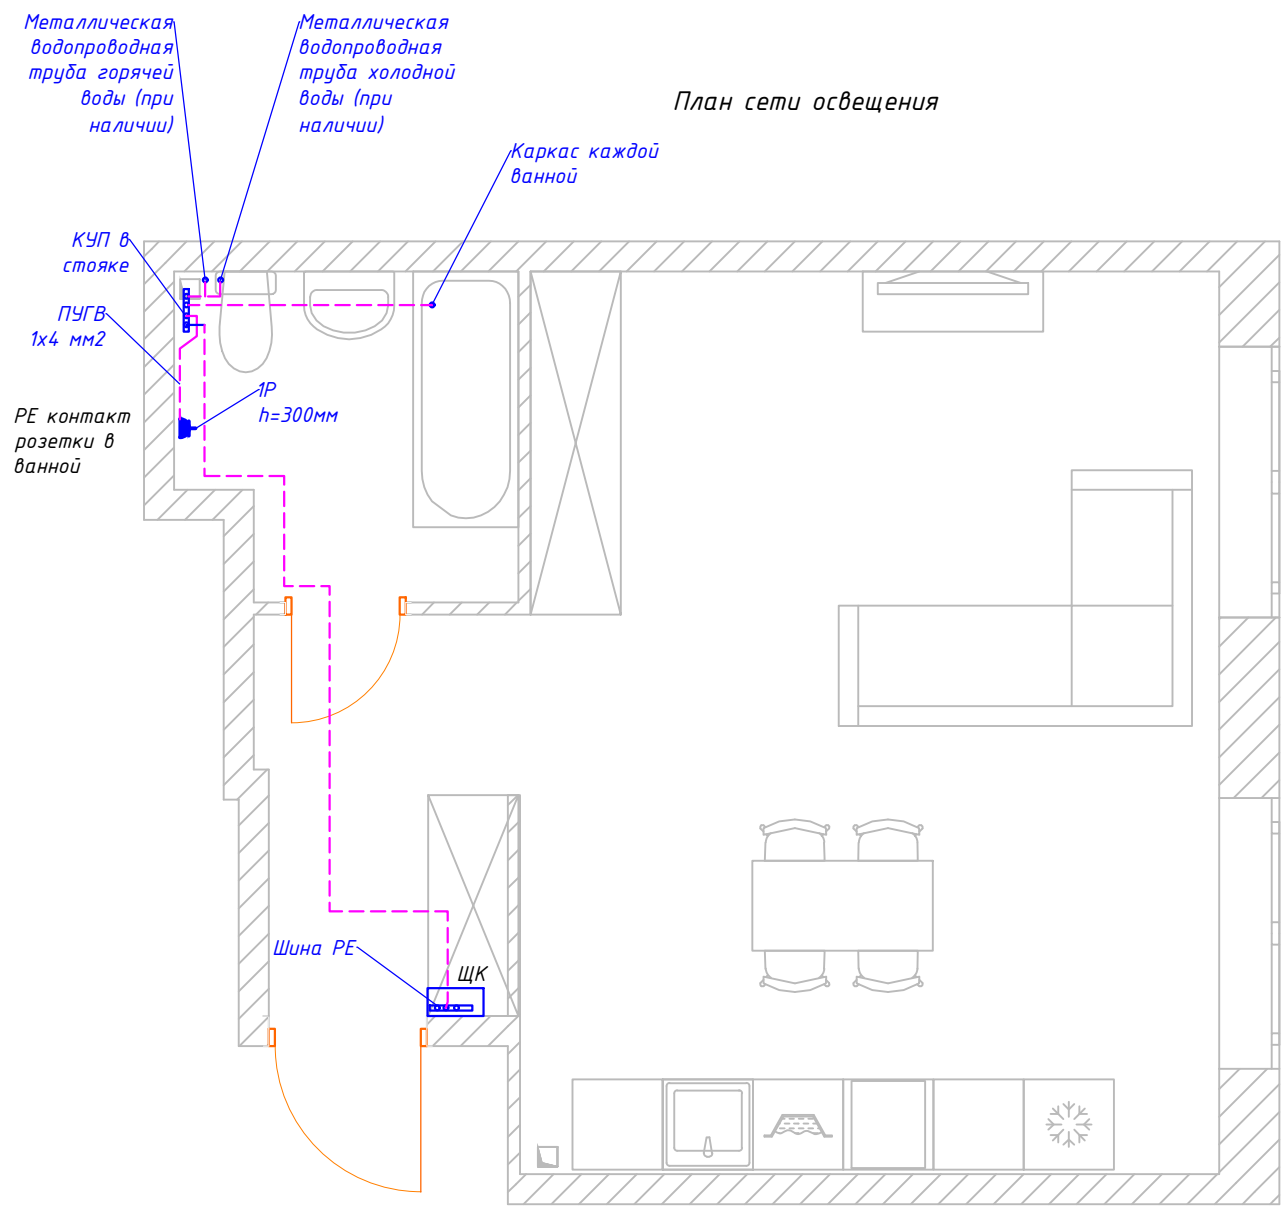 Металлическая
водопроводная
труба горячей
воды (при
наличии)
Металлическая
водопроводная
труба холодной
воды (при
наличии)
План сети освещения
Каркас каждой
ванной
КУП в
стояке
ПУГВ
1х4 мм2
1Р
h=300мм
РЕ контакт
розетки в
ванной
Шина РЕ
ЩК